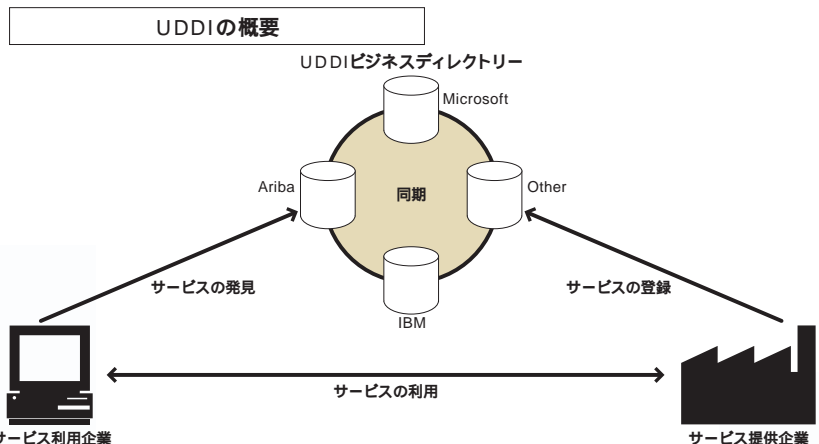 UDDIの概要
UDDIビジネスディレクトリー
Microsoft
Ariba
同期
Other
サービスの発見
サービスの登録
IBM
サービスの利用
サービス利用企業
サービス提供企業